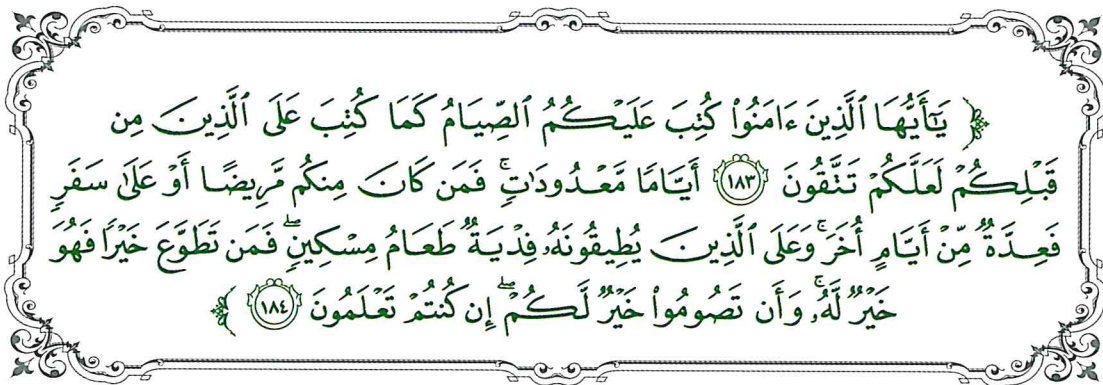 ﴿ يَـٰٓأَيُّهَا ٱلَّذِينَ ءَامَنُوا۟ كُتِبَ عَلَيْكُمُ ٱلصِّيَامُ كَمَا كُتِبَ عَلَى ٱلَّذِينَ مِن
قَبْلِكُمْ لَعَلَّكُمْ تَتَّقُونَ ١٨٣ أَيَّامًا مَّعْدُودَٰتٍۚ فَمَن كَانَ مِنكُم مَّرِيضًا أَوْ عَلَىٰ سَفَرٍ
فَعِدَّةٌ مِّنْ أَيَّامٍ أُخَرَۚ وَعَلَى ٱلَّذِينَ يُطِيقُونَهُۥ فِدْيَةٌ طَعَامُ مِسْكِينٍۖ فَمَن تَطَوَّعَ خَيْرًا فَهُوَ
خَيْرٌ لَّهُۥۚ وَأَن تَصُومُوا۟ خَيْرٌ لَّكُمْۖ إِن كُنتُمْ تَعْلَمُونَ ١٨٤ ﴾